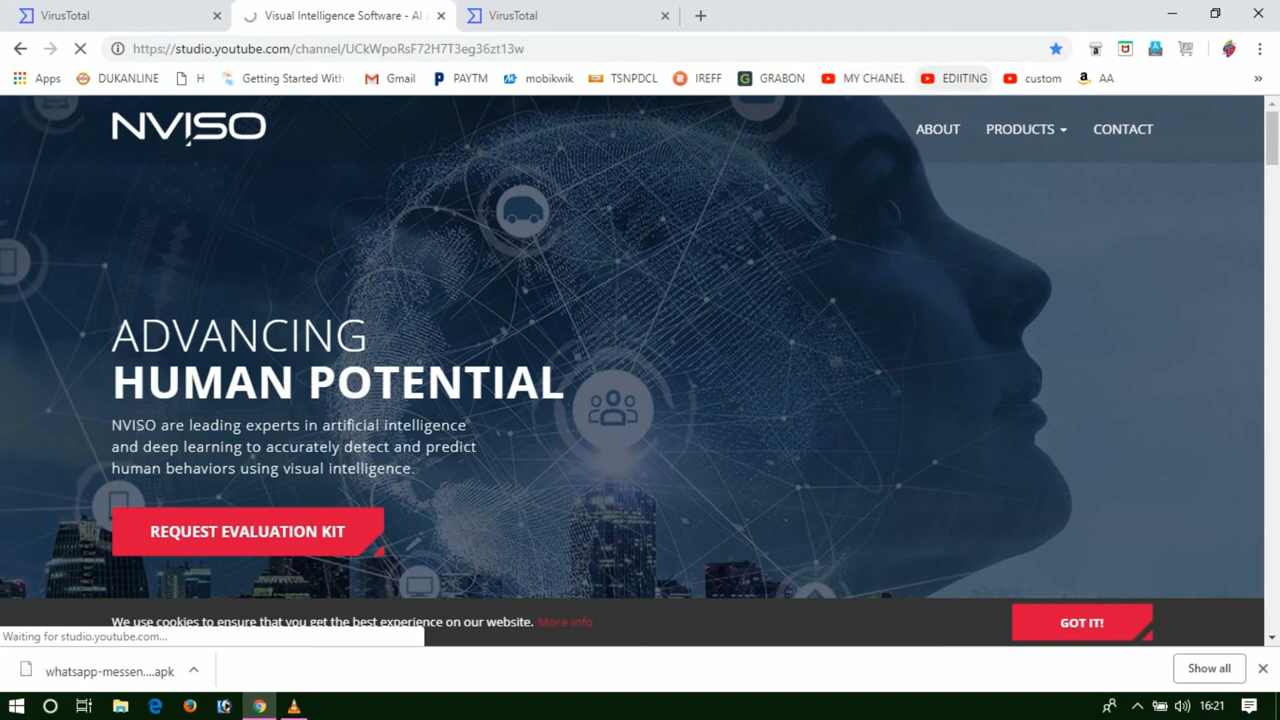 VirusTotal
Visual Intelligence Software - AI
VirusTotal
https://studio.youtube.com/channel/UCkWpoRsF72H7T3eg36zt13w
Apps
DUKANLINE
H
Getting Started With
Gmail
PAYTM
mobikwik
TSNPDCL
IREFF
GRABON
MY CHANEL
EDIITING
custom
AA
NVISO
ABOUT
PRODUCTS
CONTACT
ADVANCING
HUMAN POTENTIAL
NVISO are leading experts in artificial intelligence
and deep learning to accurately detect and predict
human behaviors using visual intelligence.
REQUEST EVALUATION KIT
We use cookies to ensure that you get the best experience on our website. More info
GOT IT!
Waiting for studio.youtube.com...
whatsapp-messen....apk
Show all
16:21